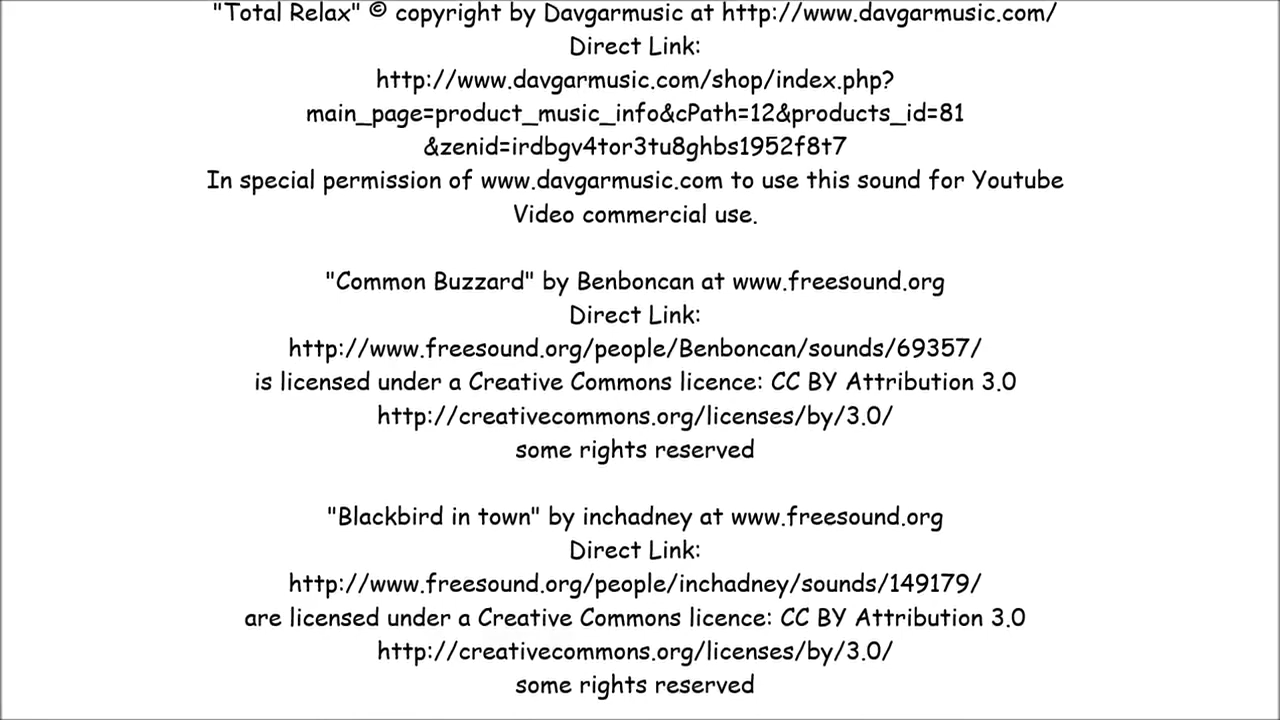 "Total Relax" © copyright by Davgarmusic at http://www.davgarmusic.com/
Direct Link:
http://www.davgarmusic.com/shop/index.php?
main_page=product_music_info&cPath=12&products_id=81
&zenid=irdbgv4tor3tu8ghbs1952f8t7
In special permission of www.davgarmusic.com to use this sound for Youtube
Video commercial use.
"Common Buzzard" by Benboncan at www.freesound.org
Direct Link:
http://www.freesound.org/people/Benboncan/sounds/69357/
is licensed under a Creative Commons licence: CC BY Attribution 3.0
http://creativecommons.org/licenses/by/3.0/
some rights reserved
"Blackbird in town" by inchadney at www.freesound.org
Direct Link:
http://www.freesound.org/people/inchadney/sounds/149179/
are licensed under a Creative Commons licence: CC BY Attribution 3.0
http://creativecommons.org/licenses/by/3.0/
some rights reserved